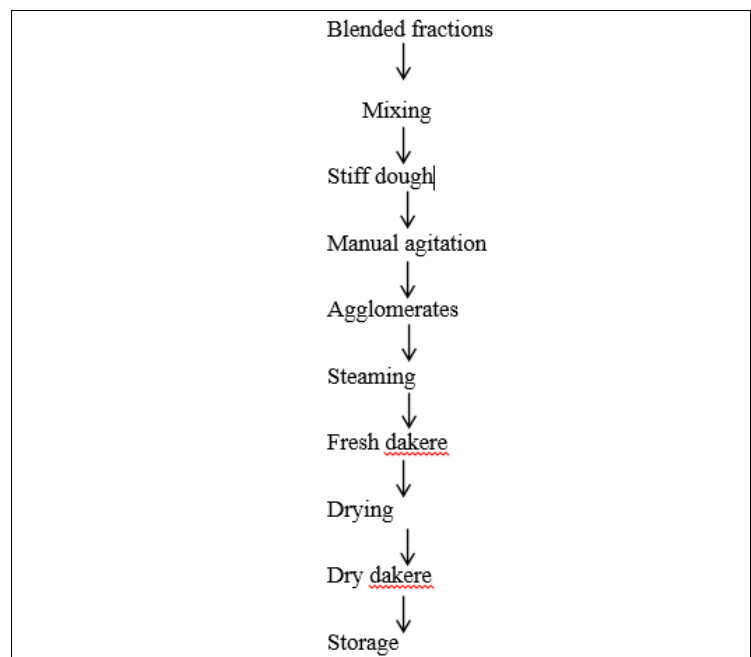 Blended fractions
Mixing
Stiff dough
Manual agitation
Agglomerates
Steaming
Fresh dakere
Drying
Dry dakere
Storage